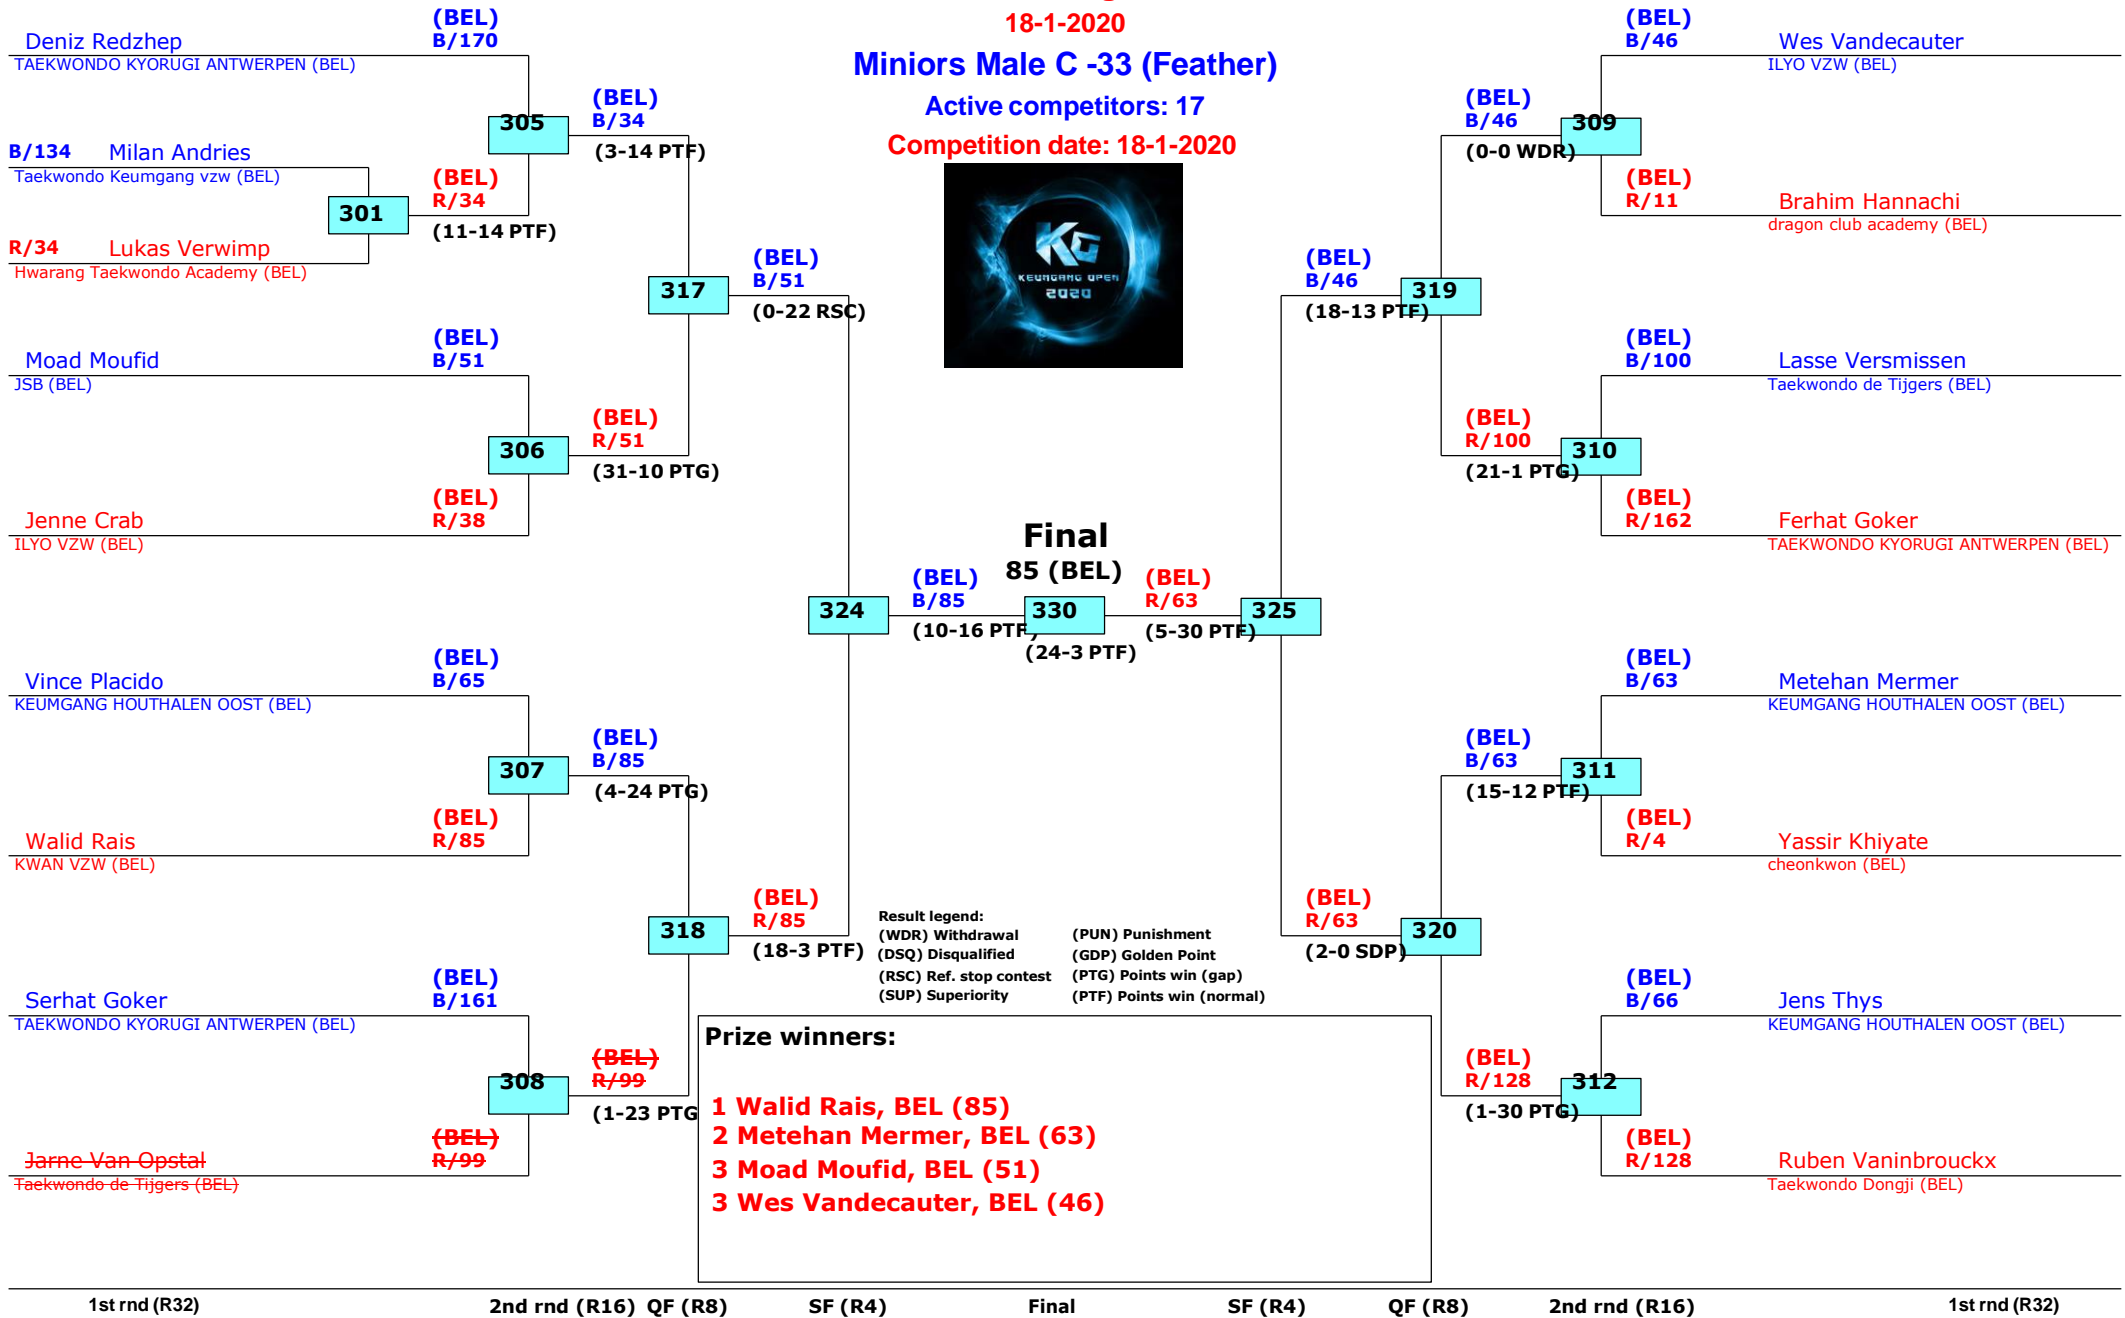 18-1-2020
Miniors Male C -33 (Feather)
Active competitors: 17
Competition date: 18-1-2020
KG
KEUMGANG OPEN
2020
(BEL)
Deniz Redzhep B/170
TAEKWONDO KYORUGI ANTWERPEN (BEL)
B/134 Milan Andries
Taekwondo Keumgang vzw (BEL)
301
(BEL)
R/34
(11-14 PTF)
R/34 Lukas Verwimp
Hwarang Taekwondo Academy (BEL)
305
(BEL)
B/34
(3-14 PTF)
(BEL)
Moad Moufid B/51
JSB (BEL)
306
(BEL)
R/51
(31-10 PTG)
(BEL)
Jenne Crab R/38
ILYO VZW (BEL)
317
(BEL)
B/51
(0-22 RSC)
(BEL)
Vince Placido B/65
KEUMGANG HOUTHALEN OOST (BEL)
307
(BEL)
B/85
(4-24 PTG)
(BEL)
Walid Rais R/85
KWAN VZW (BEL)
318
(BEL)
R/85
(18-3 PTF)
(BEL)
Serhat Goker B/161
TAEKWONDO KYORUGI ANTWERPEN (BEL)
308
(BEL)
R/99
(1-23 PTG
(BEL)
Jarne Van Opstal R/99
Taekwondo de Tijgers (BEL)
324
(BEL)
B/85
(10-16 PTF)
Final
85 (BEL)
330
(24-3 PTF)
(BEL)
R/63
(5-30 PTF)
325
(BEL)
B/46 Wes Vandecauter
ILYO VZW (BEL)
(BEL)
B/46
(0-0 WDR)
309
(BEL)
R/11 Brahim Hannachi
dragon club academy (BEL)
(BEL)
B/46
(18-13 PTF)
319
(BEL)
B/100 Lasse Versmissen
Taekwondo de Tijgers (BEL)
(BEL)
R/100
(21-1 PTG)
310
(BEL)
R/162 Ferhat Goker
TAEKWONDO KYORUGI ANTWERPEN (BEL)
(BEL)
B/63 Metehan Mermer
KEUMGANG HOUTHALEN OOST (BEL)
(BEL)
B/63
(15-12 PTF)
311
(BEL)
R/4 Yassir Khiyate
cheonkwon (BEL)
(BEL)
R/63
(2-0 SDP)
320
(BEL)
B/66 Jens Thys
KEUMGANG HOUTHALEN OOST (BEL)
(BEL)
R/128
(1-30 PTG)
312
(BEL)
R/128 Ruben Vaninbrouckx
Taekwondo Dongji (BEL)
Result legend:
(WDR) Withdrawal (PUN) Punishment
(DSQ) Disqualified (GDP) Golden Point
(RSC) Ref. stop contest (PTG) Points win (gap)
(SUP) Superiority (PTF) Points win (normal)
Prize winners:
1 Walid Rais, BEL (85)
2 Metehan Mermer, BEL (63)
3 Moad Moufid, BEL (51)
3 Wes Vandecauter, BEL (46)
1st rnd (R32) 2nd rnd (R16) QF (R8) SF (R4) Final SF (R4) QF (R8) 2nd rnd (R16) 1st rnd (R32)